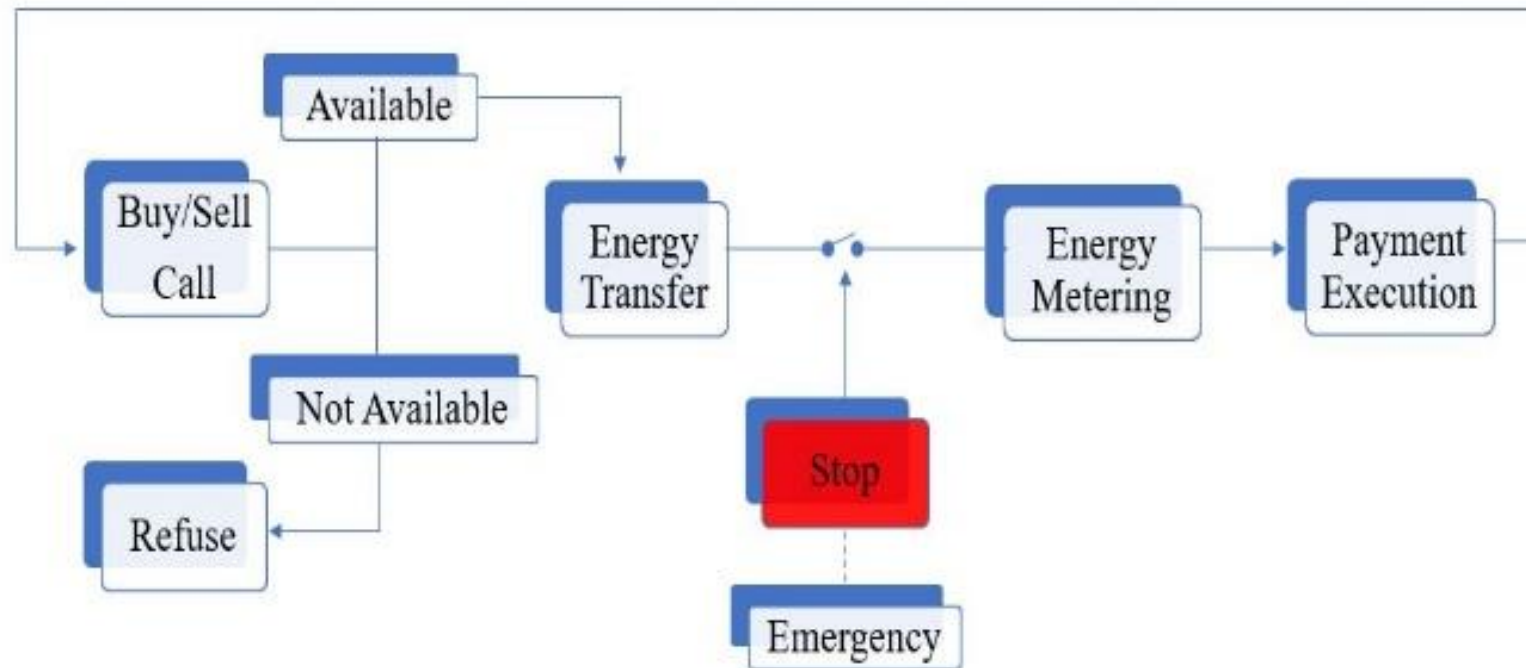 Available
Buy/Sell
Call
Energy
Transfer
Energy
Metering
Payment
Execution
Not Available
Stop
Refuse
Emergency